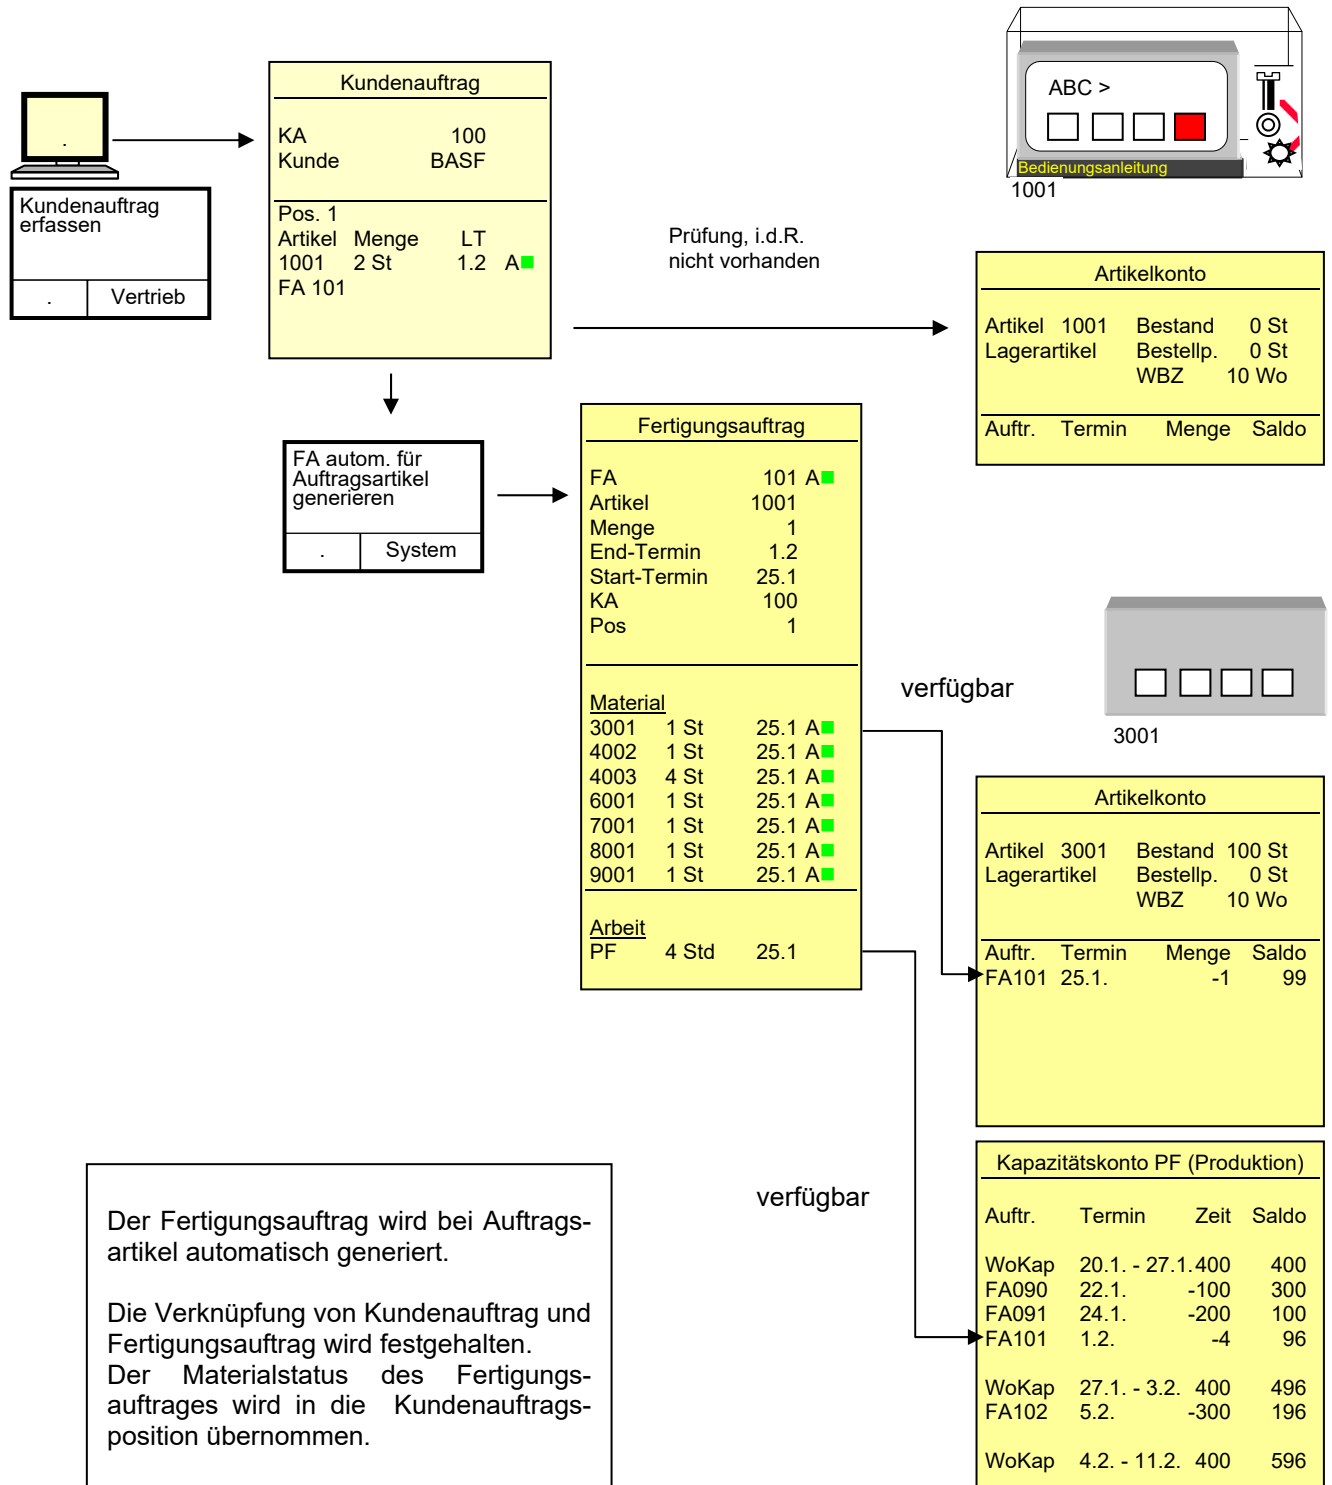 Kundenauftrag
KA 100
Kunde BASF
Pos. 1
Artikel Menge LT
1001 2 St 1.2 A
FA 101
.
Kundenauftrag
erfassen
. Vertrieb
ABC >
Bedienungsanleitung
1001
Prüfung, i.d.R.
nicht vorhanden
Artikelkonto
Artikel 1001 Bestand 0 St
Lagerartikel Bestellp. 0 St
WBZ 10 Wo
Auftr. Termin Menge Saldo
FA autom. für
Auftragsartikel
generieren
. System
Fertigungsauftrag
FA 101 A
Artikel 1001
Menge 1
End-Termin 1.2
Start-Termin 25.1
KA 100
Pos 1
Material
3001 1 St 25.1 A
4002 1 St 25.1 A
4003 4 St 25.1 A
6001 1 St 25.1 A
7001 1 St 25.1 A
8001 1 St 25.1 A
9001 1 St 25.1 A
Arbeit
PF 4 Std 25.1
verfügbar
3001
Artikelkonto
Artikel 3001 Bestand 100 St
Lagerartikel Bestellp. 0 St
WBZ 10 Wo
Auftr. Termin Menge Saldo
FA101 25.1. -1 99
verfügbar
Kapazitätskonto PF (Produktion)
Auftr. Termin Zeit Saldo
WoKap 20.1. - 27.1. 400 400
FA090 22.1. -100 300
FA091 24.1. -200 100
FA101 1.2. -4 96
WoKap 27.1. - 3.2. 400 496
FA102 5.2. -300 196
WoKap 4.2. - 11.2. 400 596
Der Fertigungsauftrag wird bei Auftrags-
artikel automatisch generiert.
Die Verknüpfung von Kundenauftrag und
Fertigungsauftrag wird festgehalten.
Der Materialstatus des Fertigungs-
auftrages wird in die Kundenauftrags-
position übernommen.